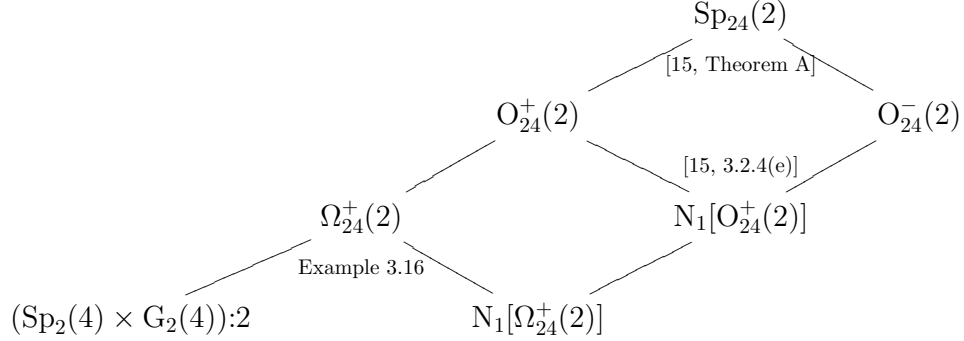 Sp₂₄(2)
[15, Theorem A]
O⁺₂₄(2) O⁻₂₄(2)
[15, 3.2.4(e)]
Ω⁺₂₄(2) N₁[O⁺₂₄(2)]
Example 3.16
(Sp₂(4) × G₂(4)):2 N₁[Ω⁺₂₄(2)]